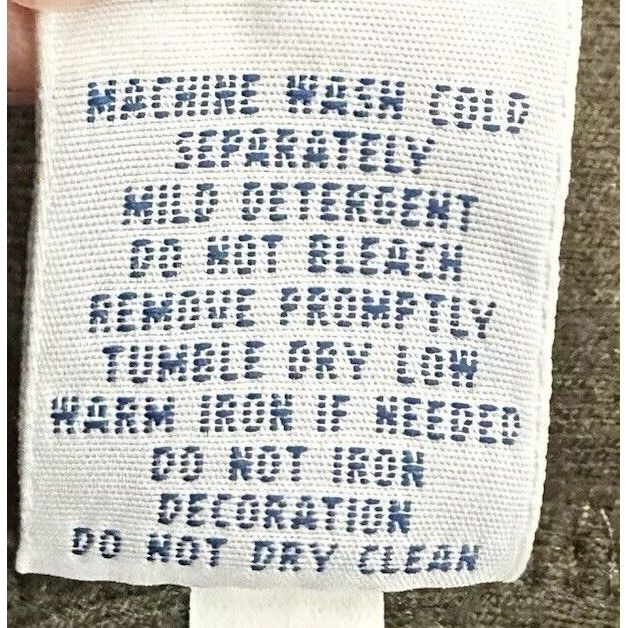 MACHINE WASH COLD
SEPARATELY
MILD DETERGENT
DO NOT BLEACH
REMOVE PROMPTLY
TUMBLE DRY LOW
WARM IRON IF NEEDED
DO NOT IRON
DECORATION
DO NOT DRY CLEAN